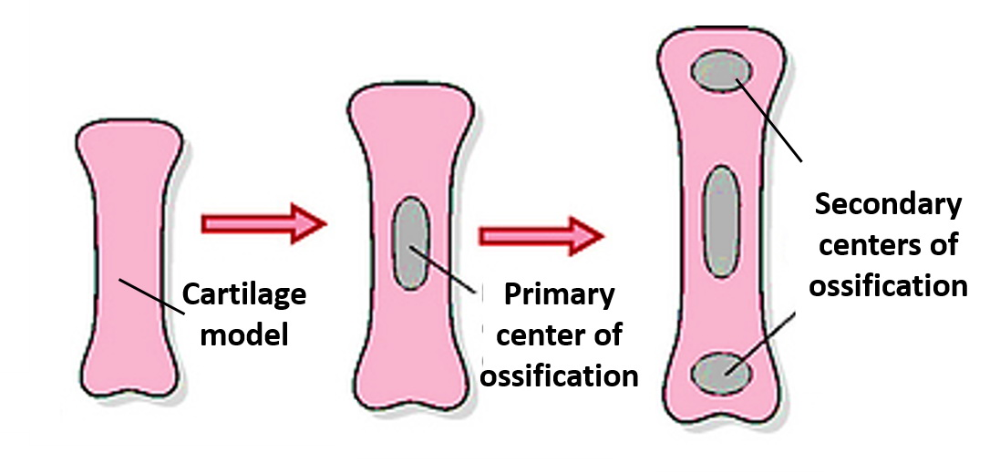 Cartilage
model
Primary
center of
ossification
Secondary
centers of
ossification